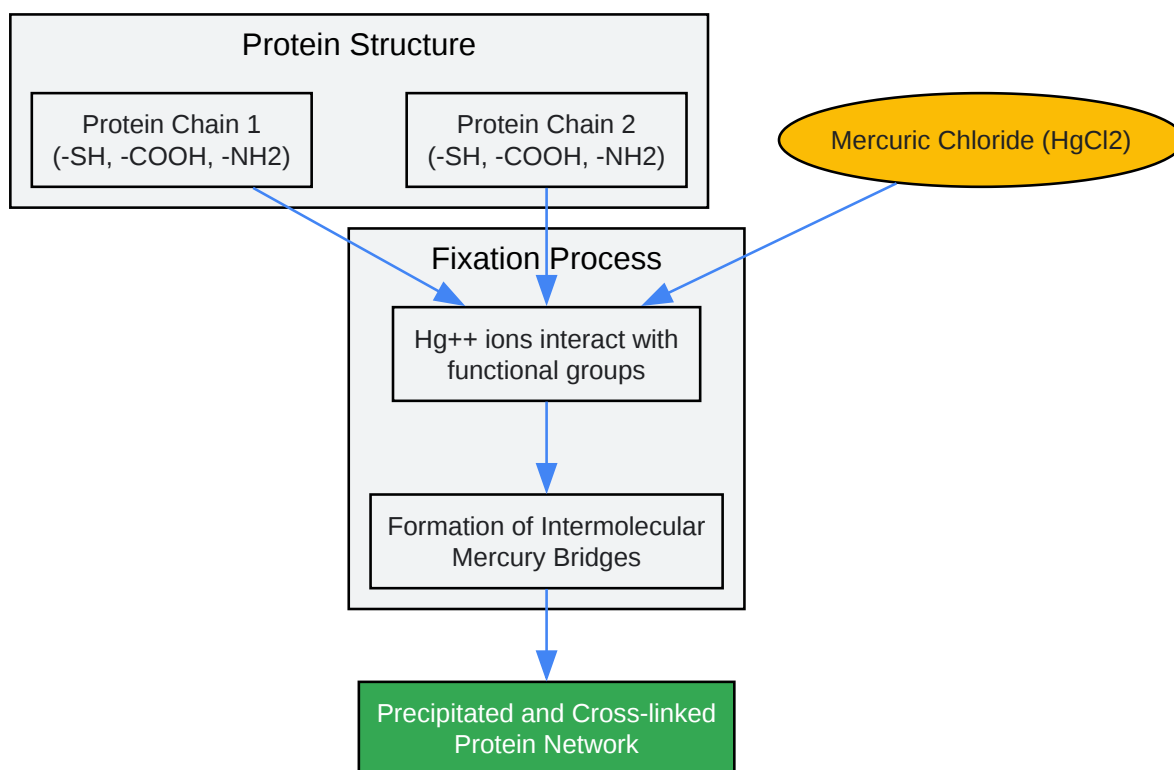 Protein Structure
Protein Chain 1
(-SH, -COOH, -NH2)
Protein Chain 2
(-SH, -COOH, -NH2)
Mercuric Chloride (HgCl2)
Fixation Process
Hg++ ions interact with
functional groups
Formation of Intermolecular
Mercury Bridges
Precipitated and Cross-linked
Protein Network